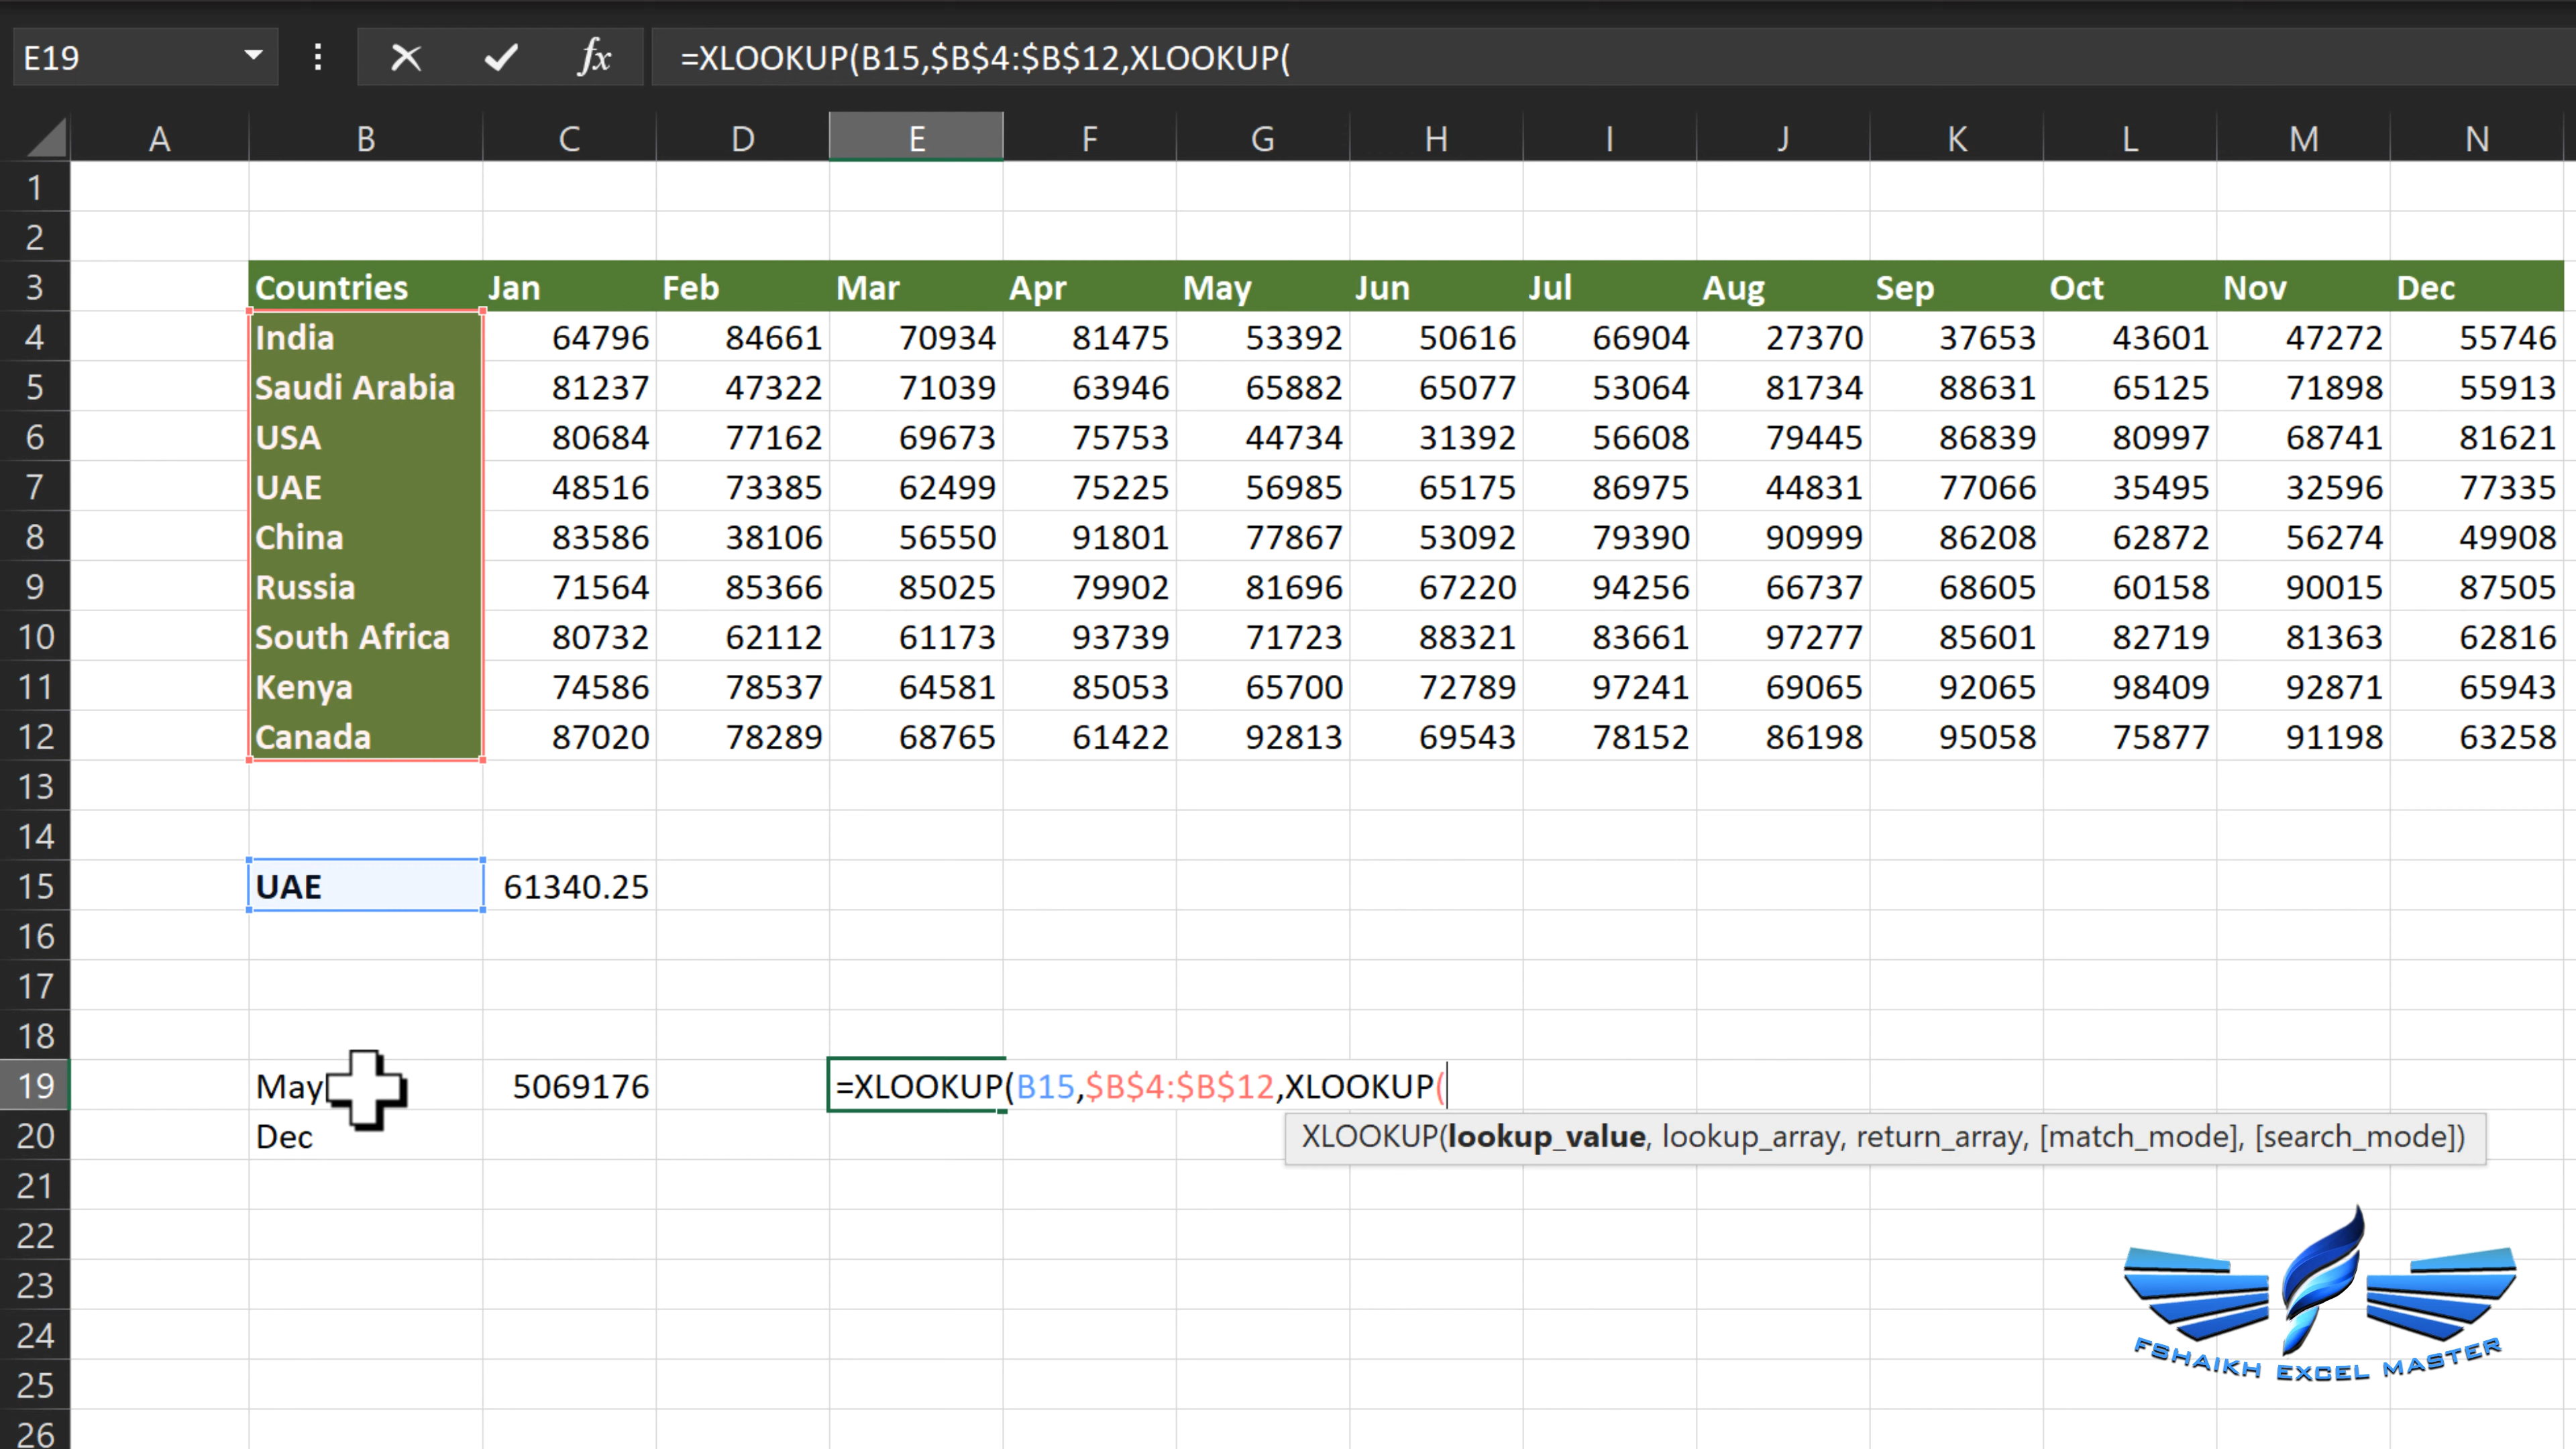 E19 fx =XLOOKUP(B15,$B$4:$B$12,XLOOKUP(
A B C D E F G H I J K L M N
1
2
3 Countries Jan Feb Mar Apr May Jun Jul Aug Sep Oct Nov Dec
4 India 64796 84661 70934 81475 53392 50616 66904 27370 37653 43601 47272 55746
5 Saudi Arabia 81237 47322 71039 63946 65882 65077 53064 81734 88631 65125 71898 55913
6 USA 80684 77162 69673 75753 44734 31392 56608 79445 86839 80997 68741 81621
7 UAE 48516 73385 62499 75225 56985 65175 86975 44831 77066 35495 32596 77335
8 China 83586 38106 56550 91801 77867 53092 79390 90999 86208 62872 56274 49908
9 Russia 71564 85366 85025 79902 81696 67220 94256 66737 68605 60158 90015 87505
10 South Africa 80732 62112 61173 93739 71723 88321 83661 97277 85601 82719 81363 62816
11 Kenya 74586 78537 64581 85053 65700 72789 97241 69065 92065 98409 92871 65943
12 Canada 87020 78289 68765 61422 92813 69543 78152 86198 95058 75877 91198 63258
13
14
15 UAE 61340.25
16
17
18
19 May 5069176 =XLOOKUP(B15,$B$4:$B$12,XLOOKUP(
20 Dec XLOOKUP(lookup_value, lookup_array, return_array, [match_mode], [search_mode])
21
22
23
24
25
26
FSHAIKH EXCEL MASTER